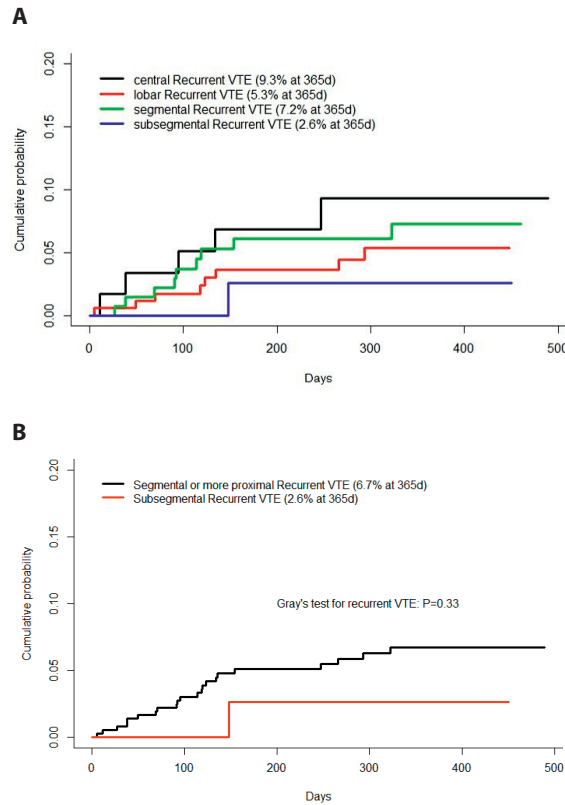 A
0.20
0.15
0.10
0.05
0.00
Cumulative probability
central Recurrent VTE (9.3% at 365d)
lobar Recurrent VTE (5.3% at 365d)
segmental Recurrent VTE (7.2% at 365d)
subsegmental Recurrent VTE (2.6% at 365d)
0 100 200 300 400 500
Days
B
0.20
0.15
0.10
0.05
0.00
Cumulative probability
Segmental or more proximal Recurrent VTE (6.7% at 365d)
Subsegmental Recurrent VTE (2.6% at 365d)
Gray's test for recurrent VTE: P=0.33
0 100 200 300 400 500
Days